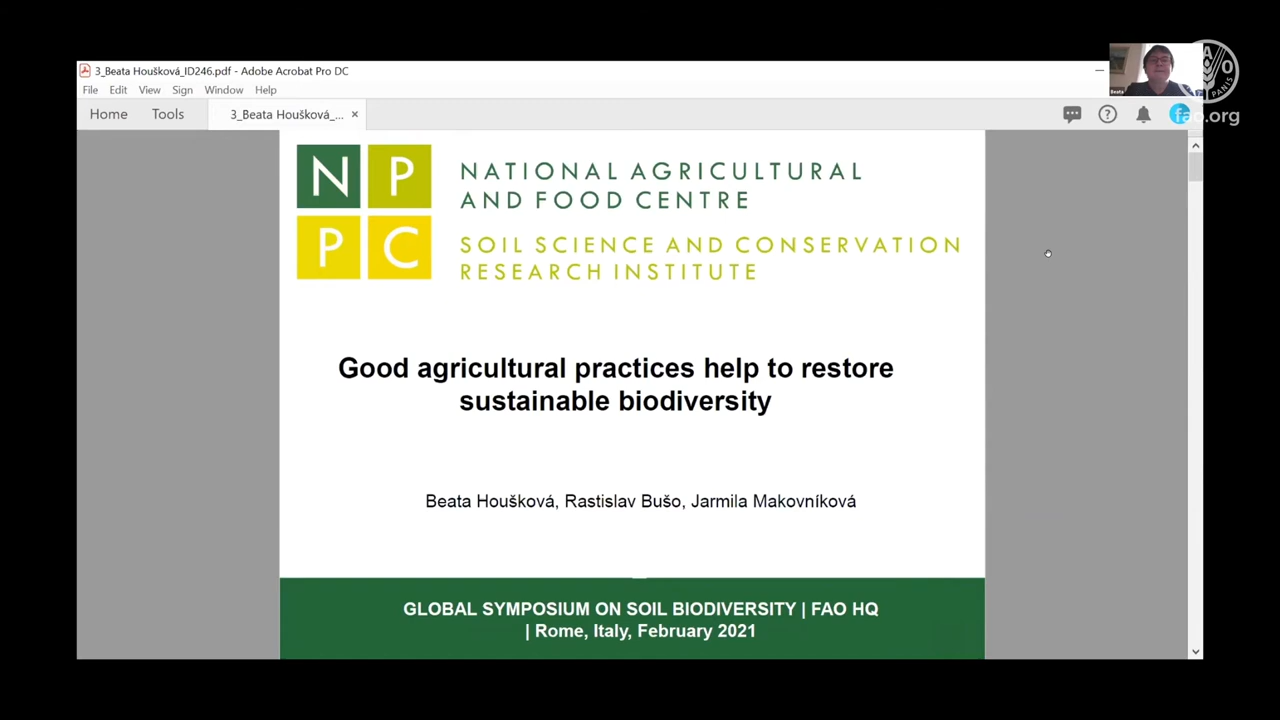 3_Beata Houšková_ID246.pdf - Adobe Acrobat Pro DC
File Edit View Sign Window Help
Home Tools 3_Beata Houšková_...
fao.org
Beata
N P
P C
NATIONAL AGRICULTURAL
AND FOOD CENTRE
SOIL SCIENCE AND CONSERVATION
RESEARCH INSTITUTE
Good agricultural practices help to restore
sustainable biodiversity
Beata Houšková, Rastislav Bušo, Jarmila Makovníková
GLOBAL SYMPOSIUM ON SOIL BIODIVERSITY | FAO HQ
| Rome, Italy, February 2021